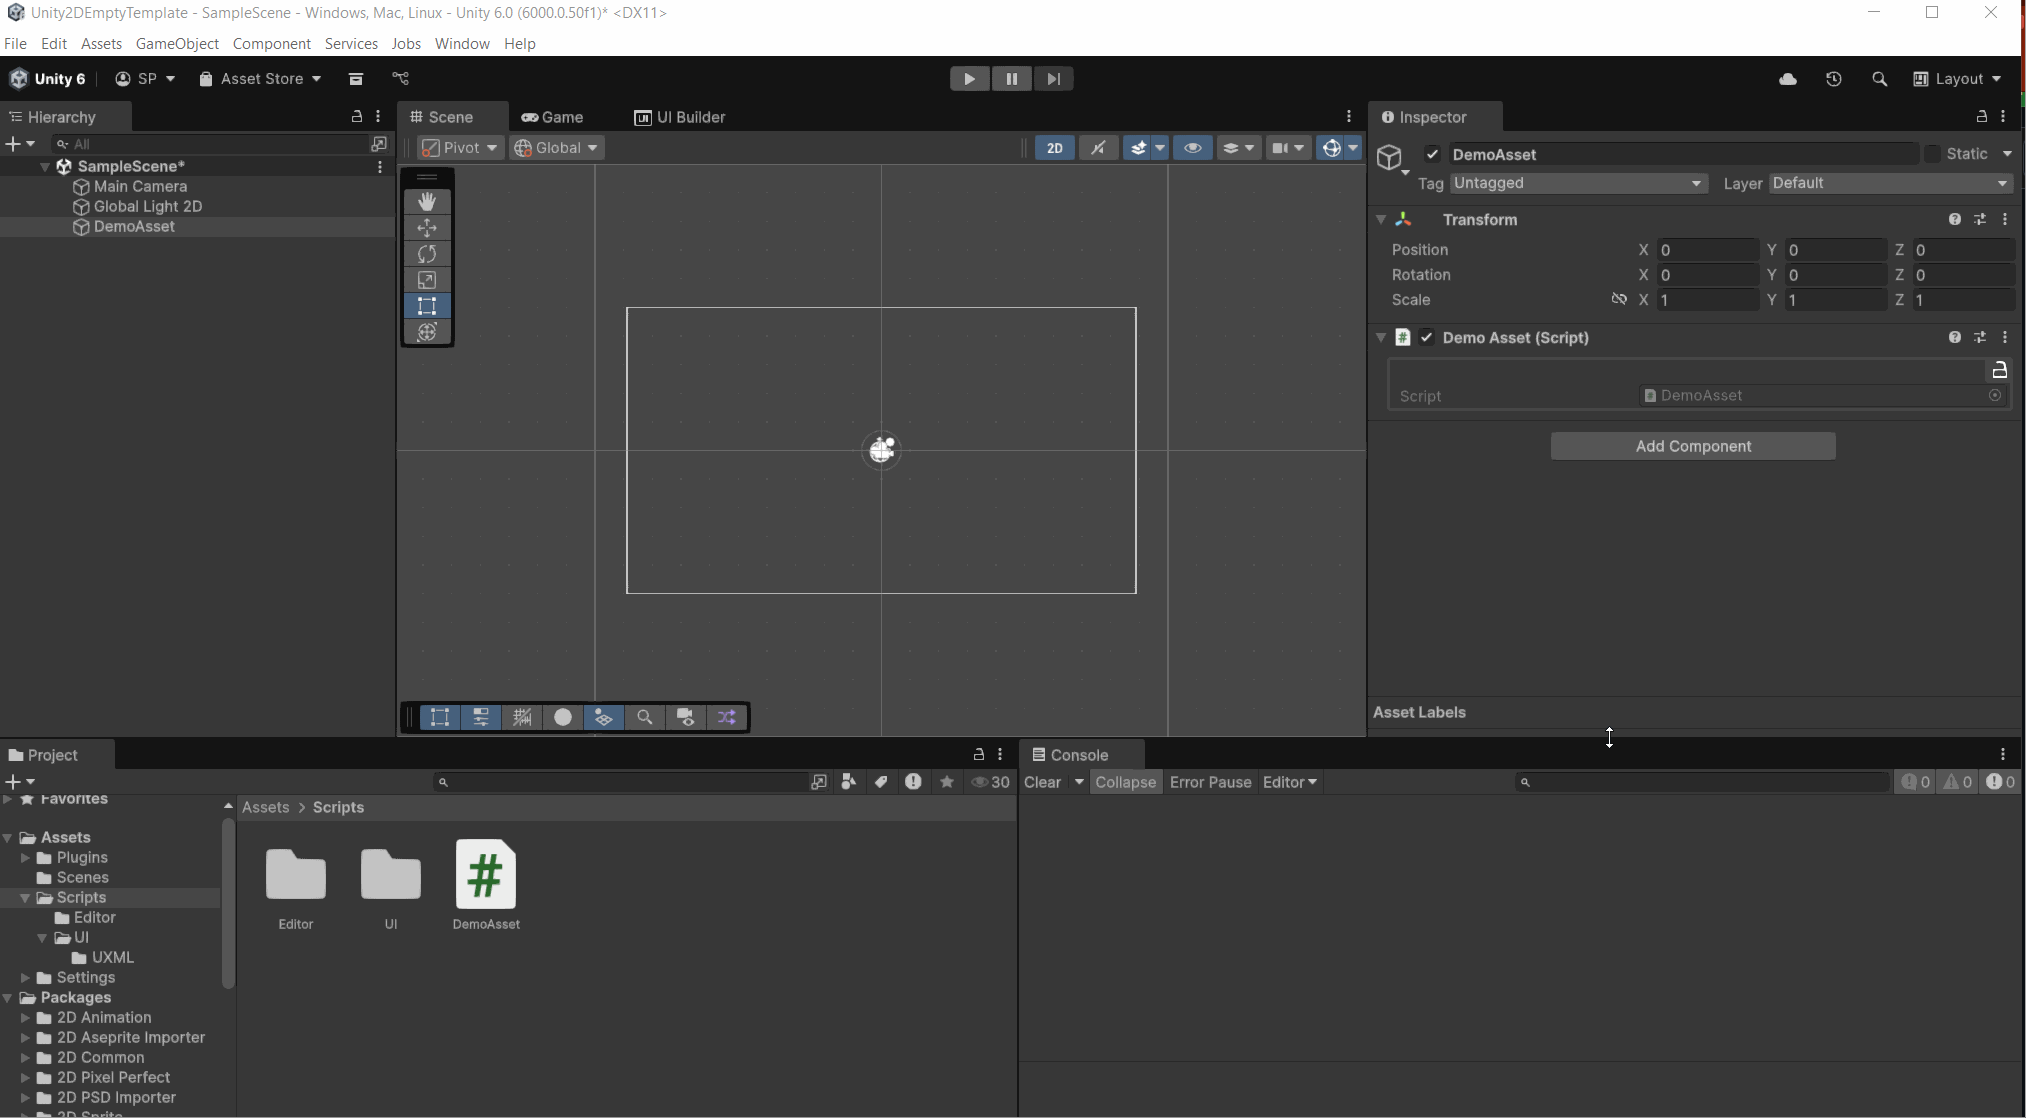 Unity2DEmptyTemplate - SampleScene - Windows, Mac, Linux - Unity 6.0 (6000.0.50f1)* <DX11>
File Edit Assets GameObject Component Services Jobs Window Help
Unity 6 SP Asset Store Layout
Hierarchy
All
SampleScene*
Main Camera
Global Light 2D
DemoAsset
Scene Game UI Builder
Pivot Global 2D
Inspector
DemoAsset Static
Tag Untagged Layer Default
Transform
Position X 0 Y 0 Z 0
Rotation X 0 Y 0 Z 0
Scale X 1 Y 1 Z 1
# Demo Asset (Script)
Script DemoAsset
Add Component
Asset Labels
Project
30
Favorites
Assets
Plugins
Scenes
Scripts
Editor
UI
UXML
Settings
Packages
2D Animation
2D Aseprite Importer
2D Common
2D Pixel Perfect
2D PSD Importer
2D Sprite
Assets > Scripts
#
Editor UI DemoAsset
Console
Clear Collapse Error Pause Editor 0 0 0